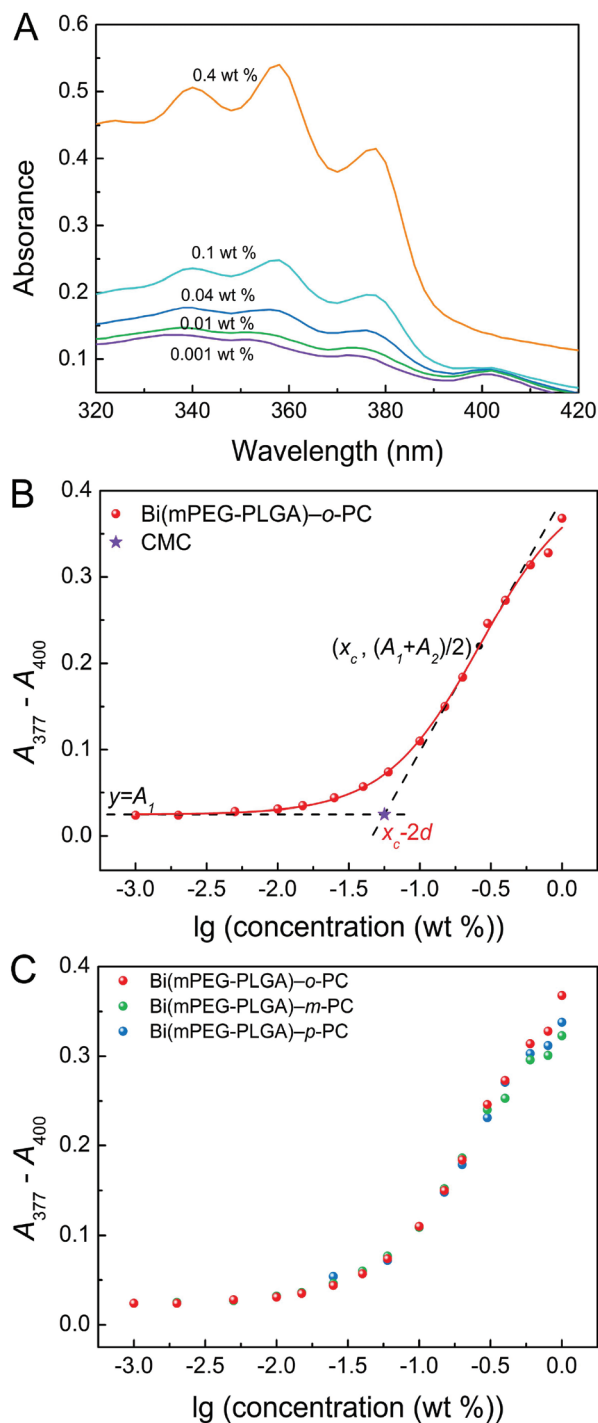 A
0.6
0.5
0.4
0.3
0.2
0.1
Absorance
0.4 wt %
0.1 wt %
0.04 wt %
0.01 wt %
0.001 wt %
320 340 360 380 400 420
Wavelength (nm)
B
0.4
0.3
0.2
0.1
0.0
A377 - A400
Bi(mPEG-PLGA)–o-PC
CMC
(xc, (A1+A2)/2)
y=A1
xc-2d
-3.0 -2.5 -2.0 -1.5 -1.0 -0.5 0.0
lg (concentration (wt %))
C
0.4
0.3
0.2
0.1
0.0
A377 - A400
Bi(mPEG-PLGA)–o-PC
Bi(mPEG-PLGA)–m-PC
Bi(mPEG-PLGA)–p-PC
-3.0 -2.5 -2.0 -1.5 -1.0 -0.5 0.0
lg (concentration (wt %))